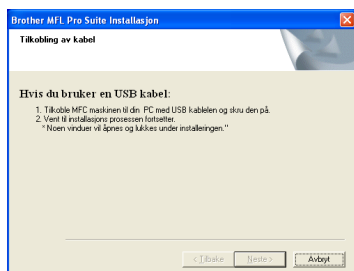 Brother MFL Pro Suite Installasjon
Tilkobling av kabel
Hvis du bruker en USB kabel:
1. Tilkoble MFC maskinen til din PC med USB kablelen og skru den på.
2. Vent til installasjons prosessen fortsetter.
"Noen vinduer vil åpnes og lukkes under installeringen."
< Tilbake Neste > Avbryt